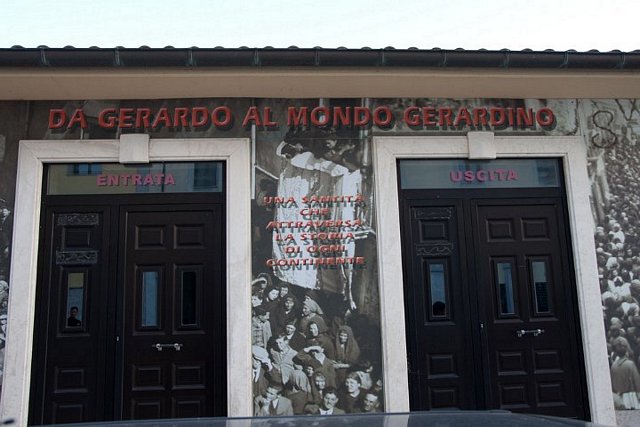 DA GERARDO AL MONDO GERARDINO
ENTRATA
USCITA
UNA SANTITÀ
CHE
ATTRAVERSA
LA STORIA
DI OGNI
CONTINENTE